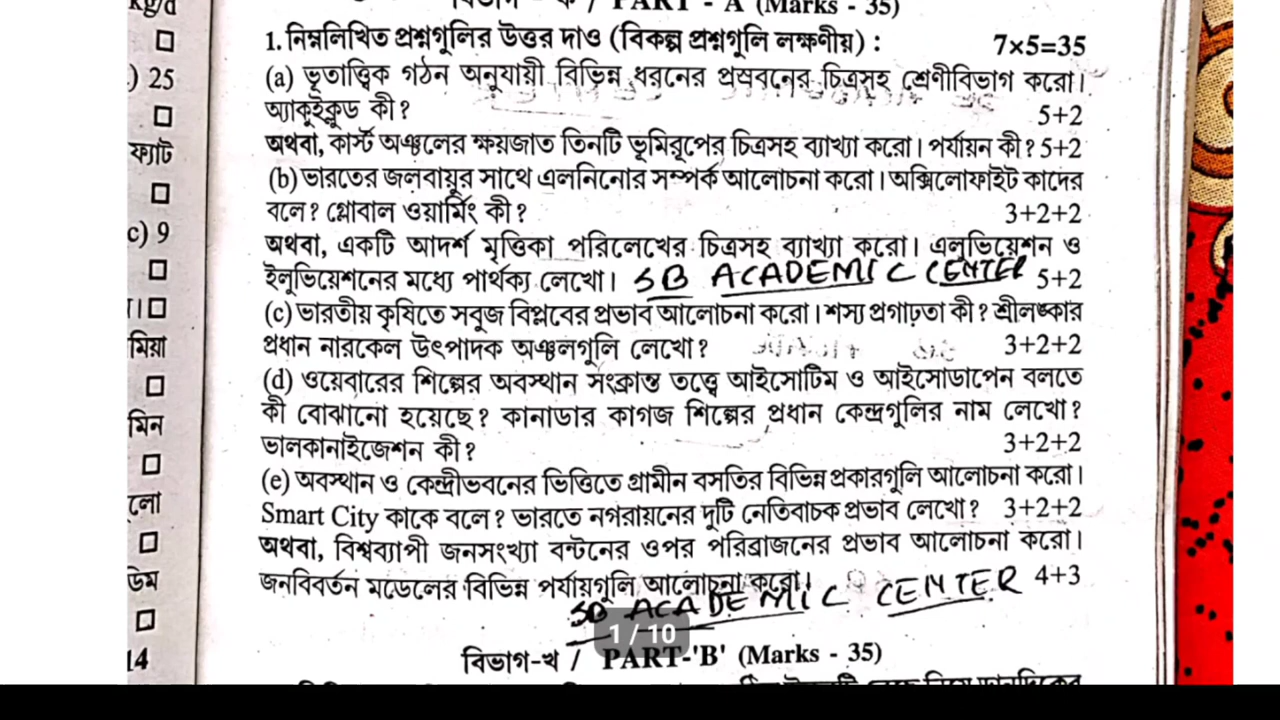 kg/d
) 25
ফ্যাট
c) 9
মিয়া
মিন
লো
ডিম
14
বিভাগ - ক / PART - A (Marks - 35)
1. নিম্নলিখিত প্রশ্নগুলির উত্তর দাও (বিকল্প প্রশ্নগুলি লক্ষণীয়) : 7×5=35
(a) ভূতাত্ত্বিক গঠন অনুযায়ী বিভিন্ন ধরনের প্রস্রবনের চিত্রসহ শ্রেণীবিভাগ করো।
অ্যাকুইক্লুড কী? 5+2
অথবা, কার্স্ট অঞ্চলের ক্ষয়জাত তিনটি ভূমিরূপের চিত্রসহ ব্যাখ্যা করো। পর্যায়ন কী? 5+2
(b) ভারতের জলবায়ুর সাথে এলনিনোর সম্পর্ক আলোচনা করো। অক্সিলোফাইট কাদের
বলে? গ্লোবাল ওয়ার্মিং কী? 3+2+2
অথবা, একটি আদর্শ মৃত্তিকা পরিলেখের চিত্রসহ ব্যাখ্যা করো। এলুভিয়েশন ও
ইলুভিয়েশনের মধ্যে পার্থক্য লেখো। SB ACADEMIC CENTER 5+2
(c) ভারতীয় কৃষিতে সবুজ বিপ্লবের প্রভাব আলোচনা করো। শস্য প্রগাঢ়তা কী? শ্রীলঙ্কার
প্রধান নারকেল উৎপাদক অঞ্চলগুলি লেখো? 3+2+2
(d) ওয়েবারের শিল্পের অবস্থান সংক্রান্ত তত্ত্বে আইসোটিম ও আইসোডাপেন বলতে
কী বোঝানো হয়েছে? কানাডার কাগজ শিল্পের প্রধান কেন্দ্রগুলির নাম লেখো?
ভালকানাইজেশন কী? 3+2+2
(e) অবস্থান ও কেন্দ্রীভবনের ভিত্তিতে গ্রামীন বসতির বিভিন্ন প্রকারগুলি আলোচনা করো।
Smart City কাকে বলে? ভারতে নগরায়নের দুটি নেতিবাচক প্রভাব লেখো? 3+2+2
অথবা, বিশ্বব্যাপী জনসংখ্যা বন্টনের ওপর পরিব্রাজনের প্রভাব আলোচনা করো।
জনবিবর্তন মডেলের বিভিন্ন পর্যায়গুলি আলোচনা করো। 4+3
SB ACADEMIC CENTER
1 / 10
বিভাগ-খ / PART-'B' (Marks - 35)